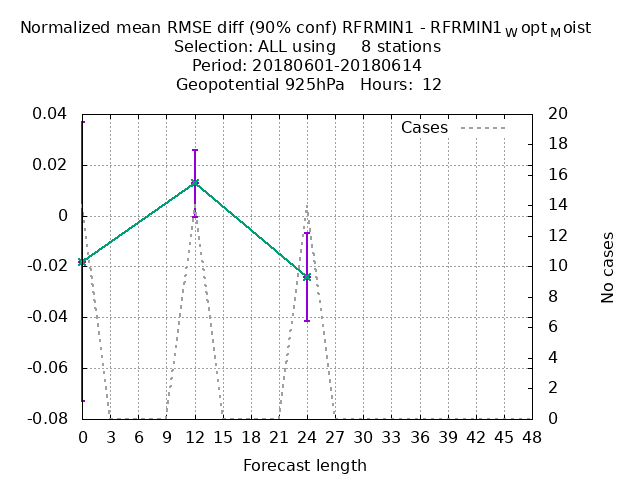 Normalized mean RMSE diff (90% conf) RFRMIN1 - RFRMIN1WoptMoist
Selection: ALL using 8 stations
Period: 20180601-20180614
Geopotential 925hPa Hours: 12
Cases
0.04
0.02
0
-0.02
-0.04
-0.06
-0.08
20
18
16
14
12
10
8
6
4
2
0
No cases
0 3 6 9 12 15 18 21 24 27 30 33 36 39 42 45 48
Forecast length